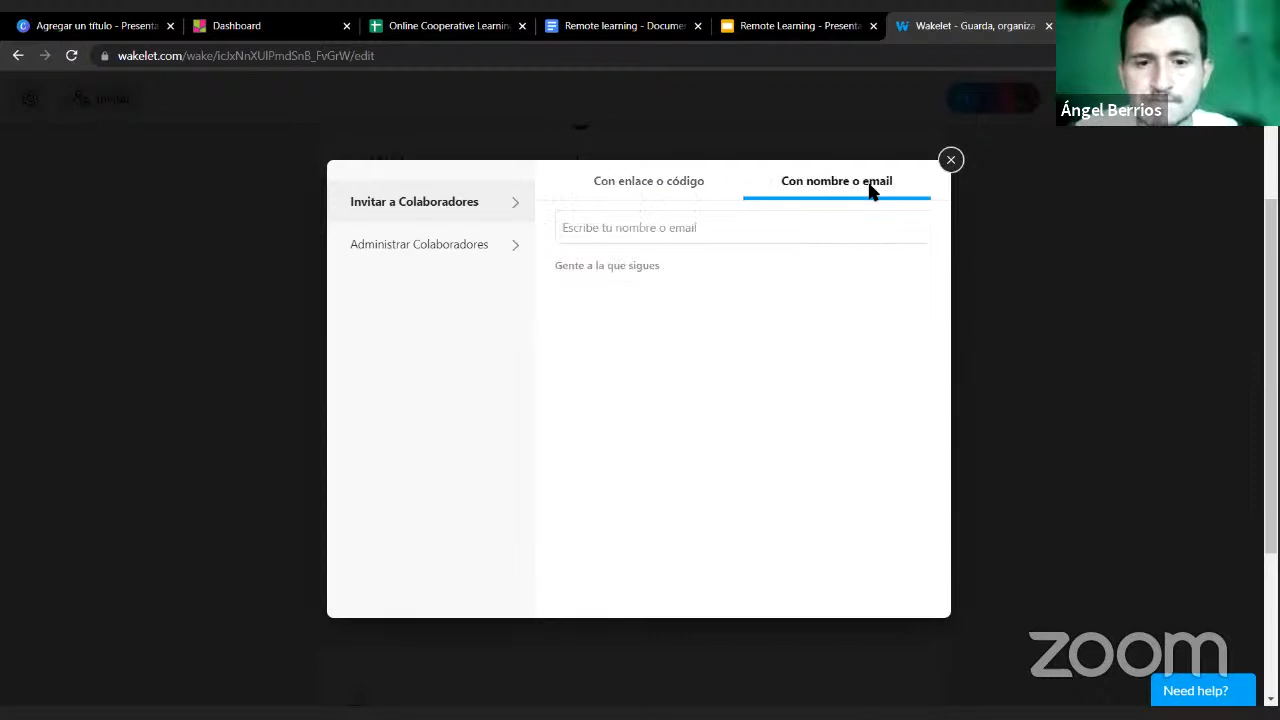 Agregar un título - Presenta
Dashboard
Online Cooperative Learnin
Remote learning - Documen
Remote Learning - Presenta
Wakelet - Guarda, organiza
wakelet.com/wake/icJxNnXUlPmdSnB_FvGrW/edit
Invitar
Ángel Berrios
Con enlace o código
Con nombre o email
Invitar a Colaboradores
Escribe tu nombre o email
Administrar Colaboradores
Gente a la que sigues
zoom
Need help?